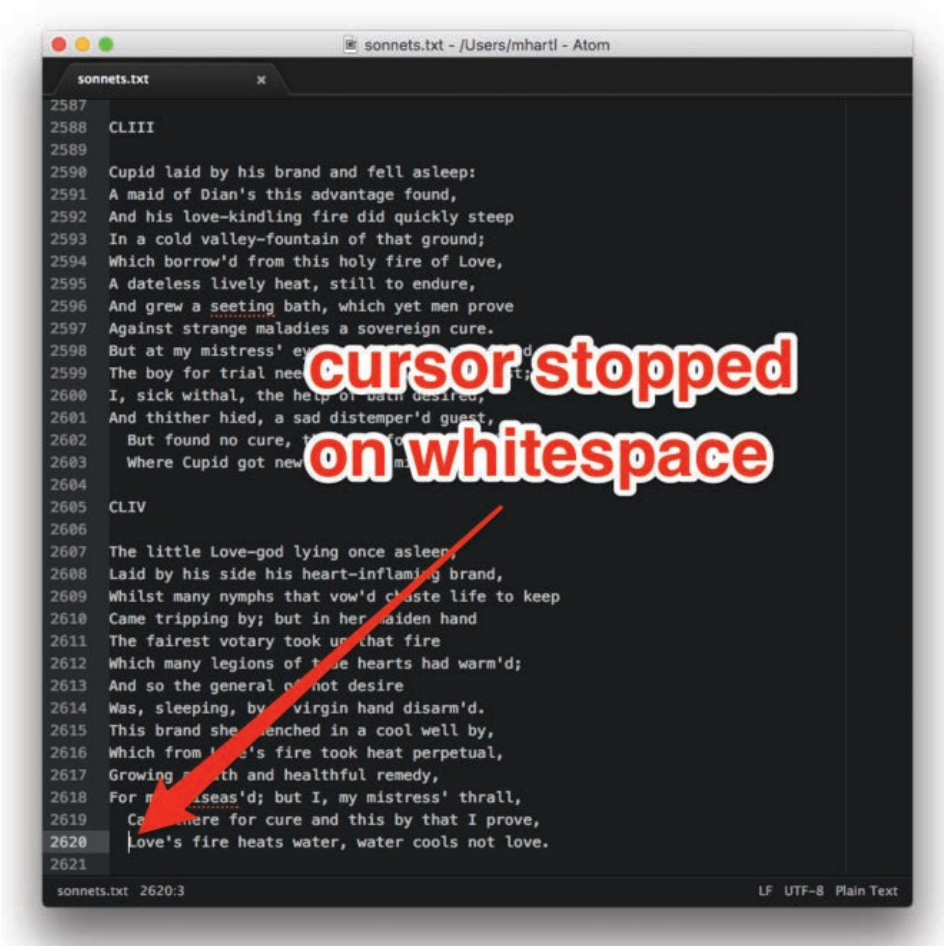 sonnets.txt - /Users/mhartl - Atom
sonnets.txt ×
2587
2588 CLIII
2589
2590 Cupid laid by his brand and fell asleep:
2591 A maid of Dian's this advantage found,
2592 And his love-kindling fire did quickly steep
2593 In a cold valley-fountain of that ground;
2594 Which borrow'd from this holy fire of Love,
2595 A dateless lively heat, still to endure,
2596 And grew a seeting bath, which yet men prove
2597 Against strange maladies a sovereign cure.
2598 But at my mistress'
2599 The boy for trial
cursor stopped
2600 I, sick withal, the help of bath desired,
2601 And thither hied, a sad distemper'd guest,
2602 But found no cure,
on whitespace
2603 Where Cupid got new
2604
2605 CLIV
2606
2607 The little Love-god lying once asleep,
2608 Laid by his side his heart-inflaming brand,
2609 Whilst many nymphs that vow'd chaste life to keep
2610 Came tripping by; but in her maiden hand
2611 The fairest votary took up that fire
2612 Which many legions of true hearts had warm'd;
2613 And so the general of hot desire
2614 Was, sleeping, by virgin hand disarm'd.
2615 This brand she quenched in a cool well by,
2616 Which from Love's fire took heat perpetual,
2617 Growing and healthful remedy,
2618 For but I, my mistress' thrall,
2619 for cure and this by that I prove,
2620 Love's fire heats water, water cools not love.
2621
sonnets.txt 2620:3 LF UTF-8 Plain Text